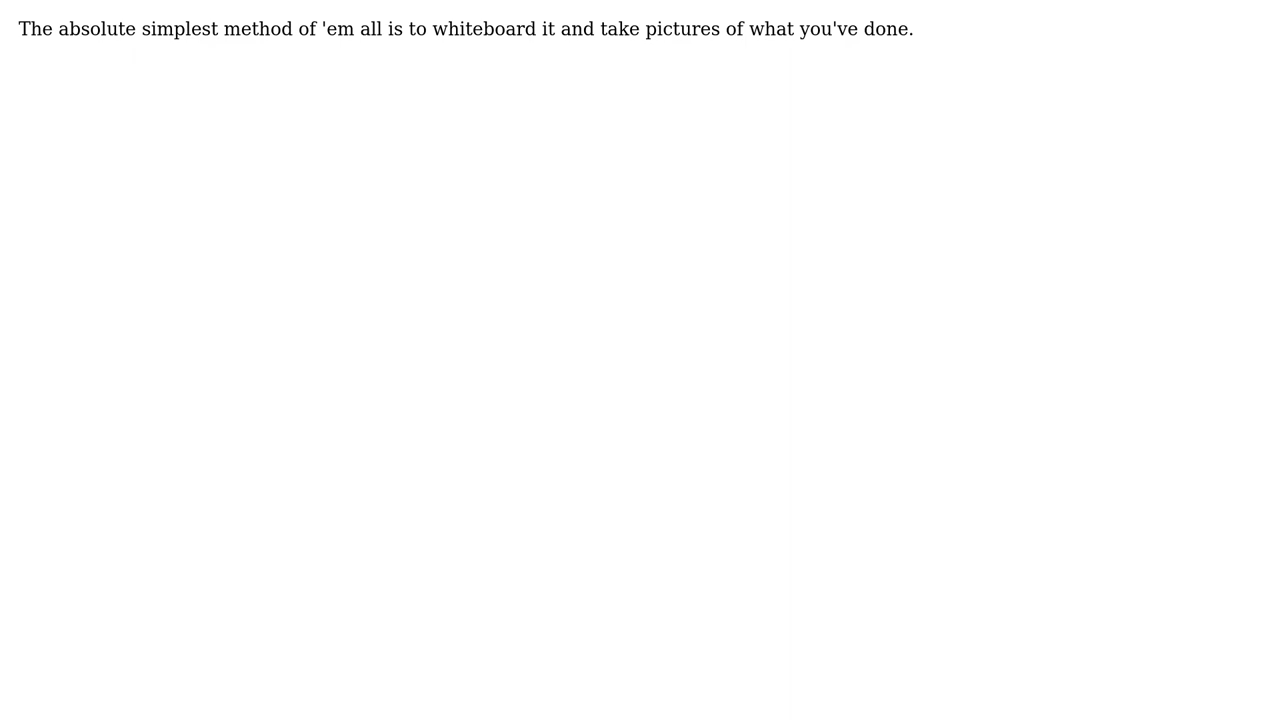 The absolute simplest method of 'em all is to whiteboard it and take pictures of what you've done.